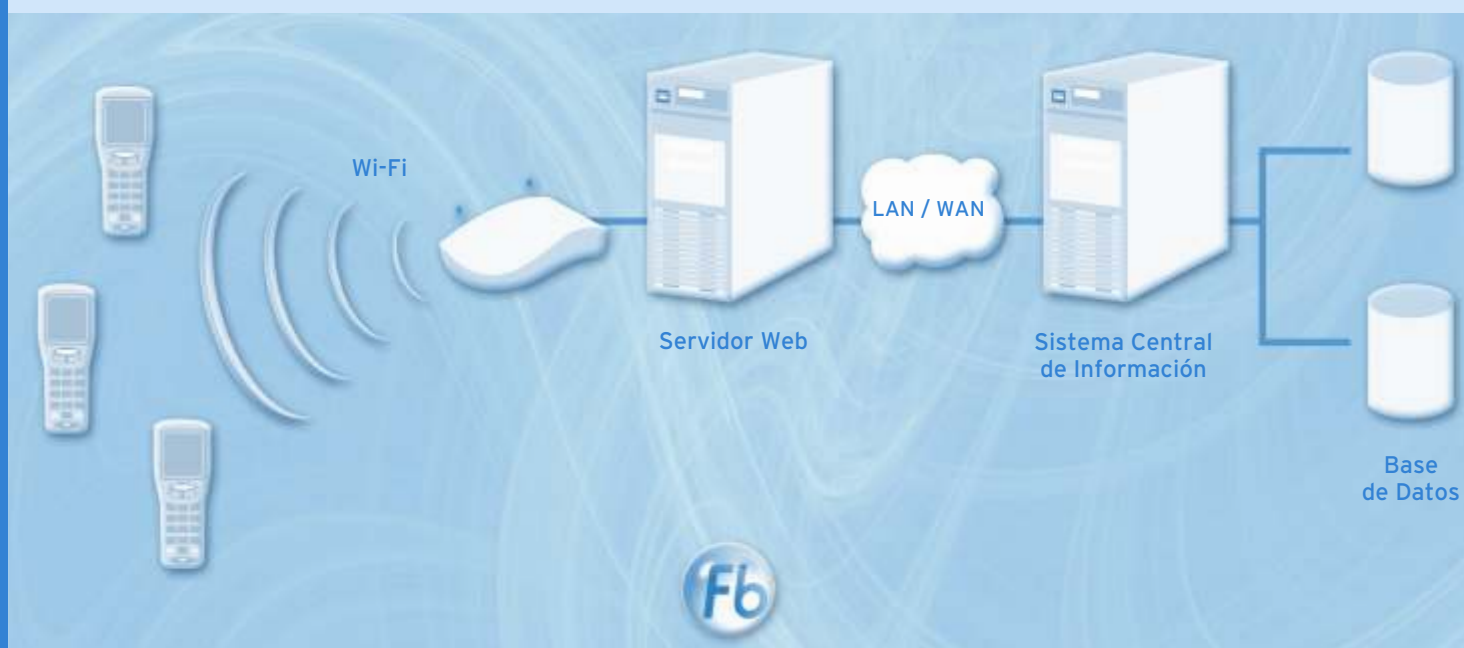 Wi-Fi
LAN / WAN
Servidor Web
Sistema Central
de Información
Base
de Datos
Fb